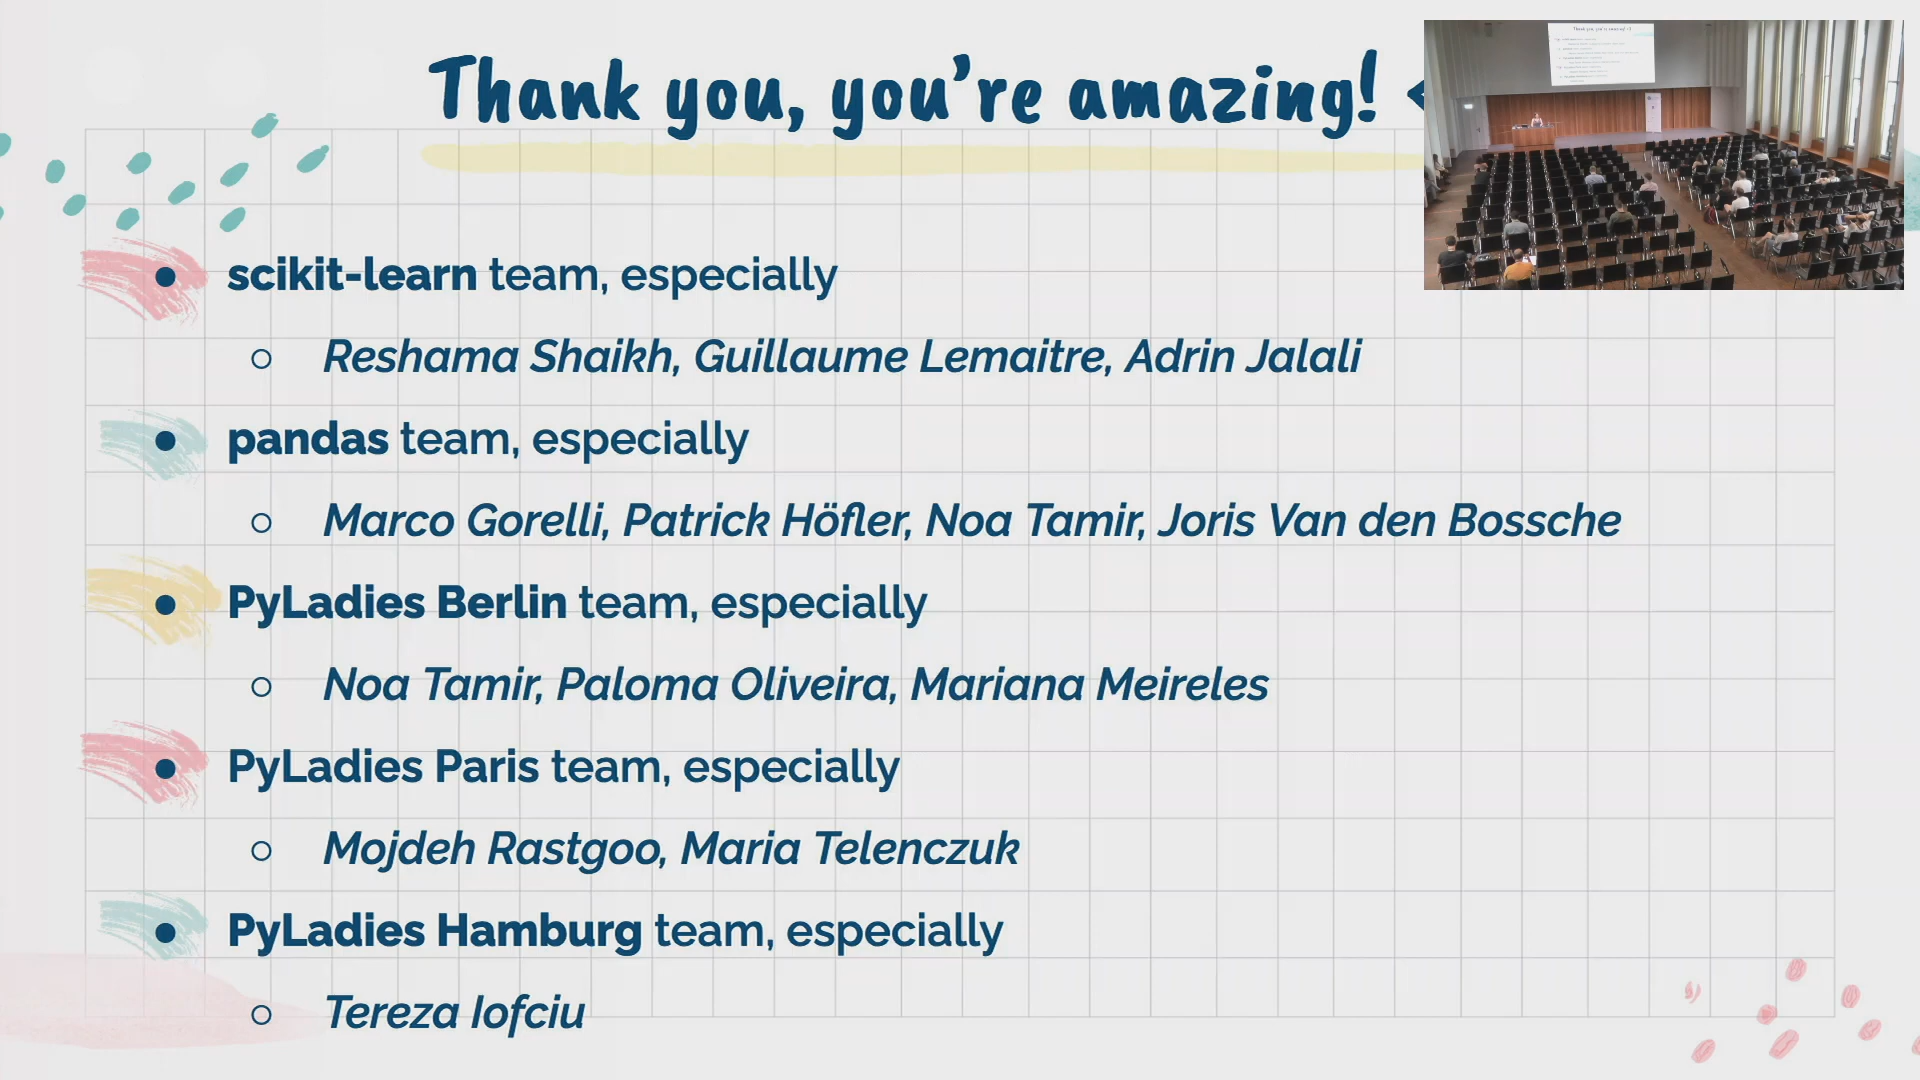 Thank you, you're amazing! <
• scikit-learn team, especially
○ Reshama Shaikh, Guillaume Lemaitre, Adrin Jalali
• pandas team, especially
○ Marco Gorelli, Patrick Höfler, Noa Tamir, Joris Van den Bossche
• PyLadies Berlin team, especially
○ Noa Tamir, Paloma Oliveira, Mariana Meireles
• PyLadies Paris team, especially
○ Mojdeh Rastgoo, Maria Telenczuk
• PyLadies Hamburg team, especially
○ Tereza Iofciu